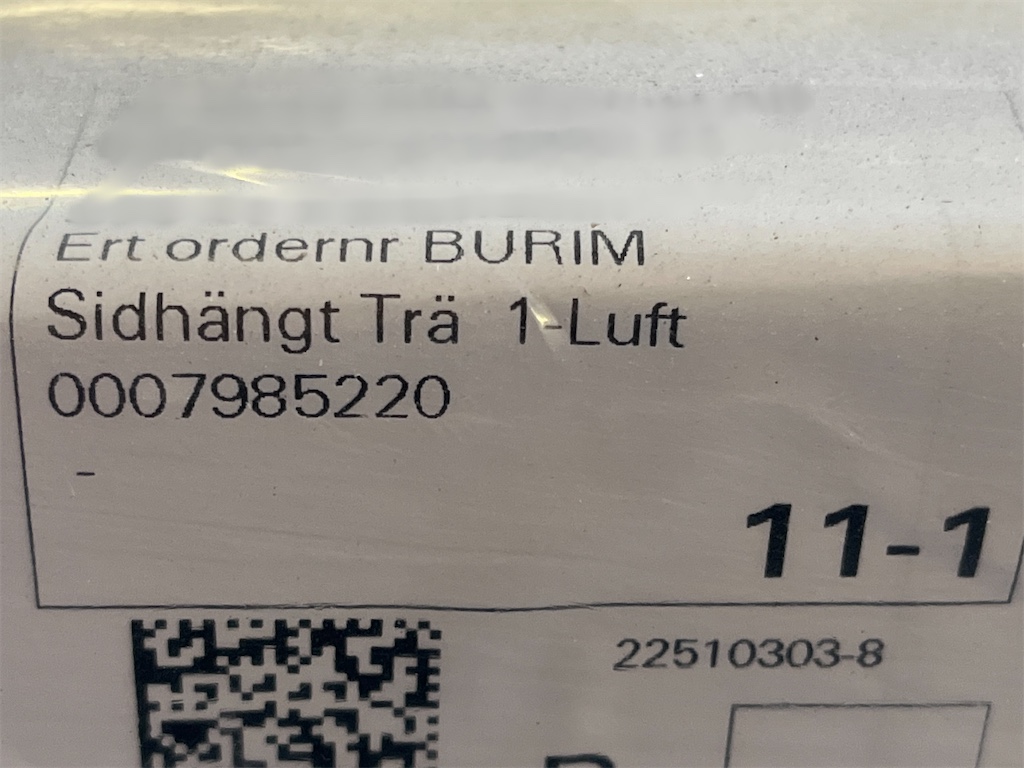 Ert ordernr BURIM
Sidhängt Trä 1-Luft
0007985220
-
11-1
22510303-8